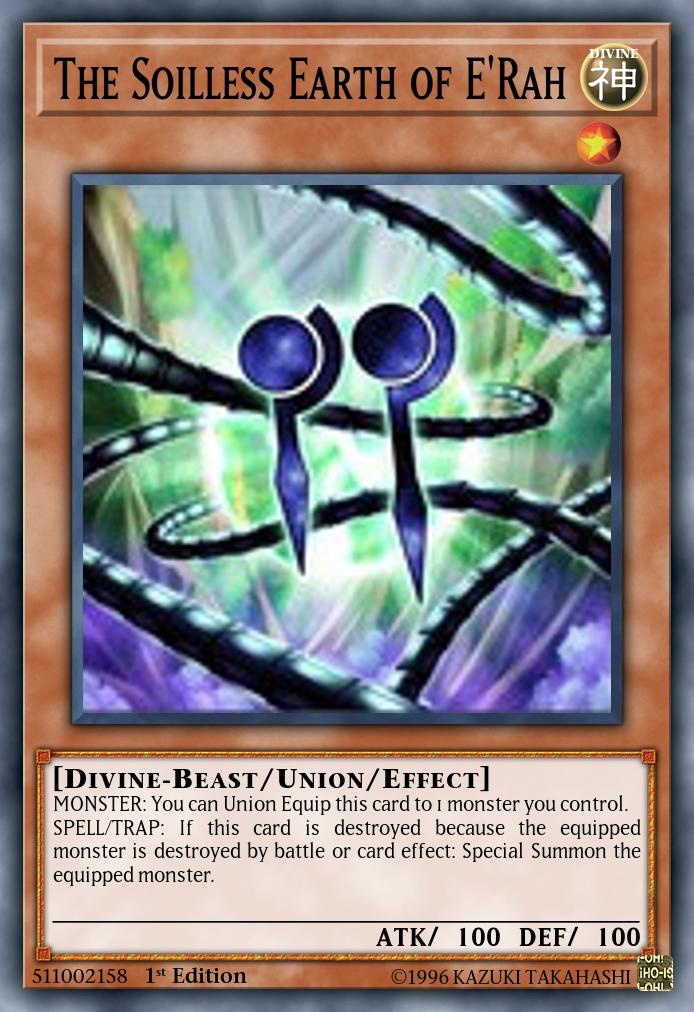 The Soilless Earth of E'Rah
DIVINE
神
[Divine-Beast/Union/Effect]
MONSTER: You can Union Equip this card to 1 monster you control.
SPELL/TRAP: If this card is destroyed because the equipped
monster is destroyed by battle or card effect: Special Summon the
equipped monster.
ATK/ 100 DEF/ 100
511002158 1st Edition ©1996 KAZUKI TAKAHASHI